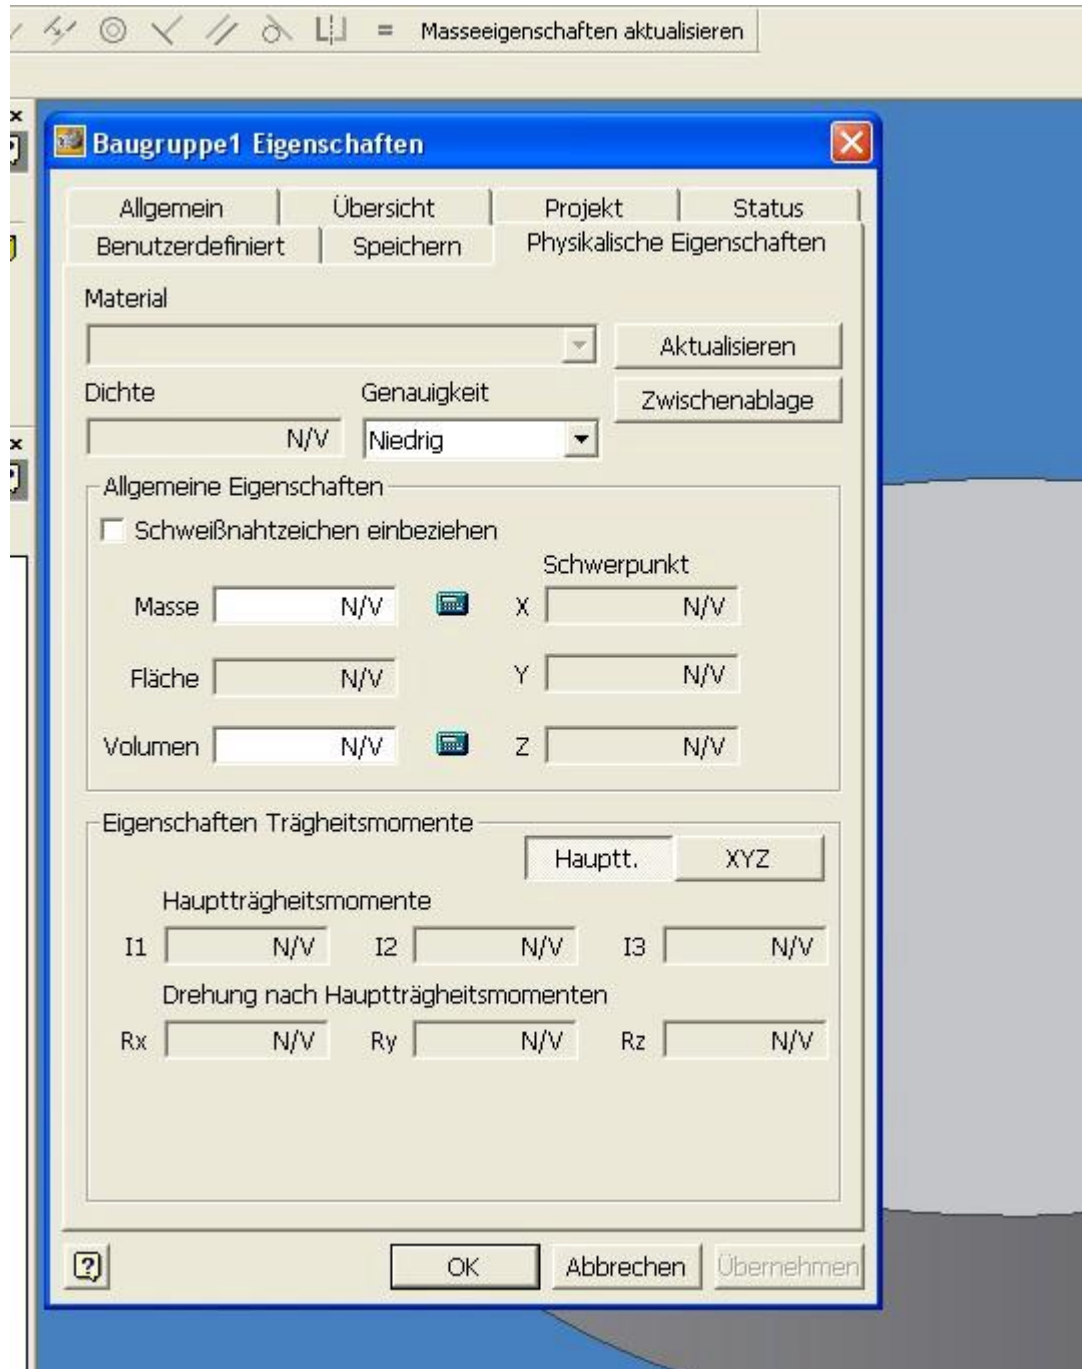 = Masseeigenschaften aktualisieren
Baugruppe1 Eigenschaften
Allgemein Übersicht Projekt Status
Benutzerdefiniert Speichern Physikalische Eigenschaften
Material
Aktualisieren
Dichte Genauigkeit Zwischenablage
N/V Niedrig
Allgemeine Eigenschaften
Schweißnahtzeichen einbeziehen
Schwerpunkt
Masse N/V X N/V
Fläche N/V Y N/V
Volumen N/V Z N/V
Eigenschaften Trägheitsmomente
Hauptt. XYZ
Hauptträgheitsmomente
I1 N/V I2 N/V I3 N/V
Drehung nach Hauptträgheitsmomenten
Rx N/V Ry N/V Rz N/V
? OK Abbrechen Übernehmen